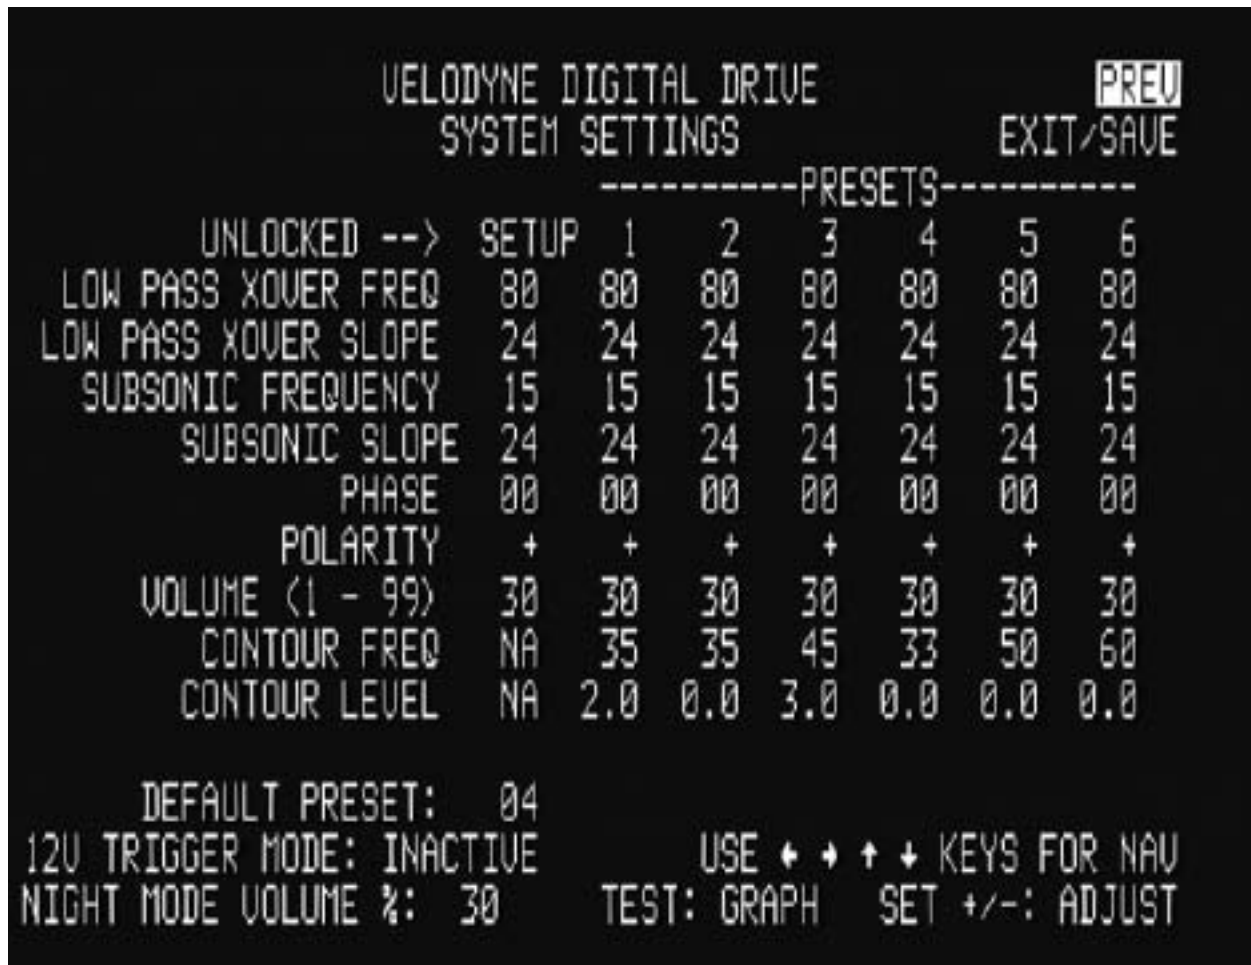 VELODYNE DIGITAL DRIVE PREV
SYSTEM SETTINGS EXIT/SAVE
----------PRESETS----------
UNLOCKED --> SETUP 1 2 3 4 5 6
LOW PASS XOVER FREQ 80 80 80 80 80 80 80
LOW PASS XOVER SLOPE 24 24 24 24 24 24 24
SUBSONIC FREQUENCY 15 15 15 15 15 15 15
SUBSONIC SLOPE 24 24 24 24 24 24 24
PHASE 00 00 00 00 00 00 00
POLARITY + + + + + + +
VOLUME (1 - 99) 30 30 30 30 30 30 30
CONTOUR FREQ NA 35 35 45 33 50 60
CONTOUR LEVEL NA 2.0 0.0 3.0 0.0 0.0 0.0
DEFAULT PRESET: 04
12V TRIGGER MODE: INACTIVE USE ← → ↑ ↓ KEYS FOR NAV
NIGHT MODE VOLUME %: 30 TEST: GRAPH SET +/-: ADJUST